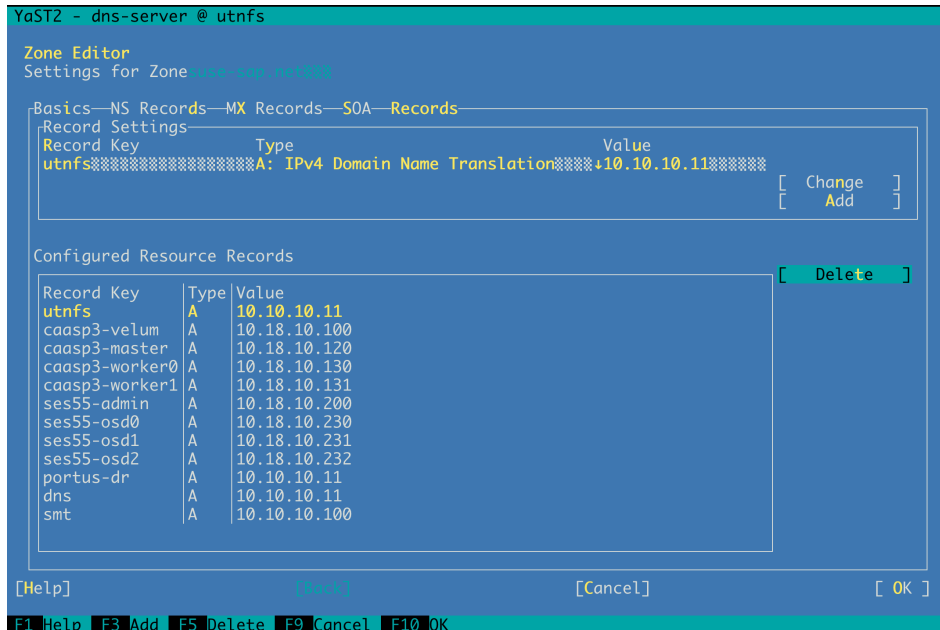 YaST2 - dns-server @ utnfs
Zone Editor
Settings for Zone
Basics NS Records MX Records SOA Records
Record Settings
Record Key Type Value
utnfs A: IPv4 Domain Name Translation ↓10.10.10.11
[ Change ]
[ Add ]
Configured Resource Records
[ Delete ]
Record Key Type Value
utnfs A 10.10.10.11
caasp3-velum A 10.18.10.100
caasp3-master A 10.18.10.120
caasp3-worker0 A 10.18.10.130
caasp3-worker1 A 10.18.10.131
ses55-admin A 10.18.10.200
ses55-osd0 A 10.18.10.230
ses55-osd1 A 10.18.10.231
ses55-osd2 A 10.18.10.232
portus-dr A 10.10.10.11
dns A 10.10.10.11
smt A 10.10.10.100
[Help] [Back] [Cancel] [ OK ]
F1 Help F3 Add F5 Delete F9 Cancel F10 OK